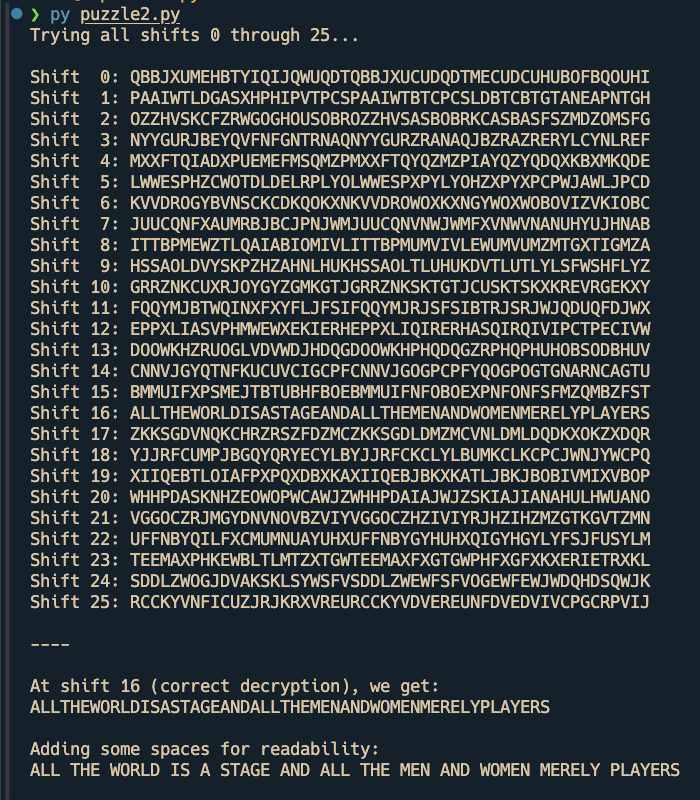 ❯ py puzzle2.py
Trying all shifts 0 through 25...
Shift 0: QBBJXUMEHBTYIQIJQWUQDTQBBJXUCUDQDTMECUDCUHUBOFBQOUHI
Shift 1: PAAIWTLDGASXHPHIPVTPCSPAAIWTBTCPCSLDBTCBTGTANEAPNTGH
Shift 2: OZZHVSKCFZRWGOGHOUSOBROZZHVSASBOBRKCASBASFSZMDZOMSFG
Shift 3: NYYGURJBEYQVFNFGNTRNAQNYYGURZRANAQJBZRAZRERYLCYNLREF
Shift 4: MXXFTQIADXPUEMEFMSQMZPMXXFTQYQZMZPIAYQZYQDQXKBXMKQDE
Shift 5: LWWESPHZCWOTDLDELRPLYOLWWESPXPYLYOHZXPYXPCPWJAWLJPCD
Shift 6: KVVDROGYBVNSCKCDKQOKXNKVVDROWOXKXNGYWOXWOBOVIZVKIOBC
Shift 7: JUUCQNFXAUMRBJBCJPNJWMJUUCQNVNWJWMFXVNWVNANUHYUJHNAB
Shift 8: ITTBPMEWZTLQAIABIOMIVLITTBPMUMVIVLEWUMVUMZMTGXTIGMZA
Shift 9: HSSAOLDVYSKPZHZAHNLHUKHSSAOLTLUHUKDVTLUTLYLSFWSHFLYZ
Shift 10: GRRZNKCUXRJOYGYZGMKGTJGRRZNKSKTGTJCUSKTSKXKREVRGEKXY
Shift 11: FQQYMJBTWQINXFXYFLJFSIFQQYMJRJSFSIBTRJSRJWJQDUQFDJWX
Shift 12: EPPXLIASVPHMWEWXEKIERHEPPXLIQIRERHASQIRQIVIPCTPECIVW
Shift 13: DOOWKHZRUOGLVDVWDJHDQGDOOWKHPHQDQGZRPHQPHUHOBSODBHUV
Shift 14: CNNVJGYQTNFKUCUVCIGCPFCNNVJGOGPCPFYQOGPOGTGNARNCAGTU
Shift 15: BMMUIFXPSMEJTBTUBHFBOEBMMUIFNFOBOEXPNFONFSFMZQMBZFST
Shift 16: ALLTHEWORLDISASTAGEANDALLTHEMENANDWOMENMERELYPLAYERS
Shift 17: ZKKSGDVNQKCHRZRSZFDZMCZKKSGDLDMZMCVNLDMLDQDKXOKZXDQR
Shift 18: YJJRFCUMPJBGQYQRYECYLBYJJRFCKCLYLBUMKCLKCPCJWNJYWCPQ
Shift 19: XIIQEBTLOIAFPXPQXDBXKAXIIQEBJBKXKATLJBKJBOBIVMIXVBOP
Shift 20: WHHPDASKNHZEOWOPWCAWJZWHHPDAIAJWJZSKIAJIANAHULHWUANO
Shift 21: VGGOCZRJMGYDNVNOVBZVIYVGGOCZHZIVIYRJHZIHZMZGTKGVTZMN
Shift 22: UFFNBYQILFXCMUMNUAYUHXUFFNBYGYHUHXQIGYHGYLYFSJFUSYLM
Shift 23: TEEMAXPHKEWBLTLMTZXTGWTEEMAXFXGTGWPHFXGFXKXERIETRXKL
Shift 24: SDDLZWOGJDVAKSKLSYWSFVSDDLZWEWFSFVOGEWFEWJWDQHDSQWJK
Shift 25: RCCKYVNFICUZJRJKRXVREURCCKYVDVEREUNFDVEDVIVCPGCRPVIJ
----
At shift 16 (correct decryption), we get:
ALLTHEWORLDISASTAGEANDALLTHEMENANDWOMENMERELYPLAYERS
Adding some spaces for readability:
ALL THE WORLD IS A STAGE AND ALL THE MEN AND WOMEN MERELY PLAYERS